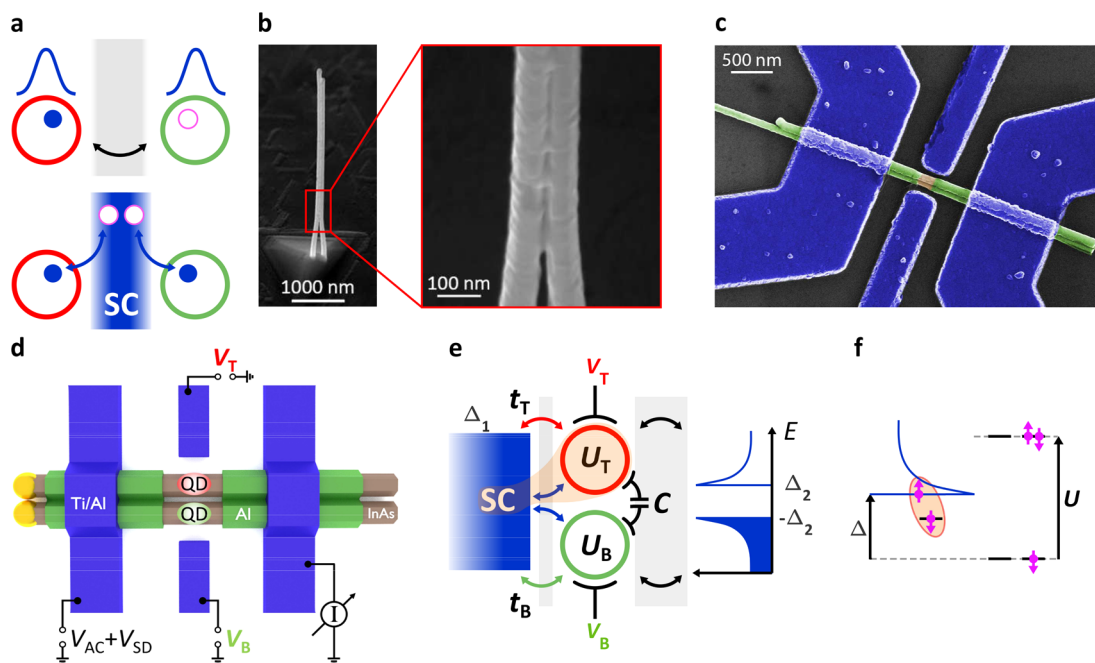 a
SC
b
1000 nm
100 nm
c
500 nm
d
V_T
QD
Ti/Al
QD
Al
InAs
I
V_AC+V_SD
V_B
e
V_T
t_T
Δ_1
E
U_T
SC
C
Δ_2
-Δ_2
U_B
t_B
V_B
f
Δ
U